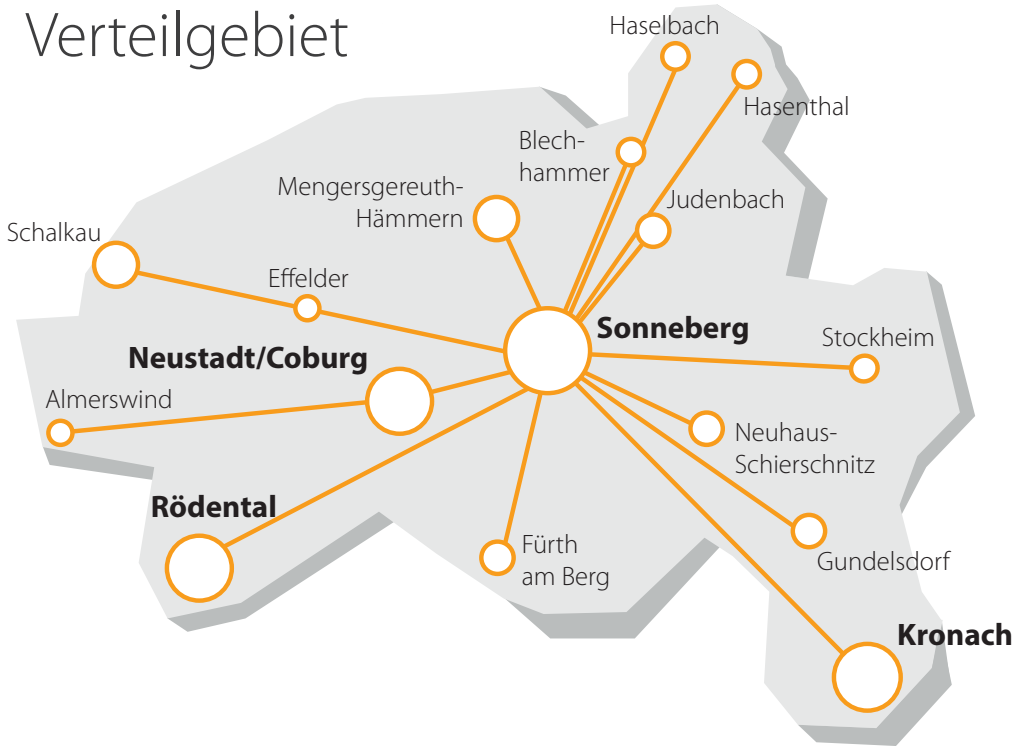 Verteilgebiet
Haselbach
Hasenthal
Blech-
hammer
Mengersgereuth-
Hämmern
Judenbach
Schalkau
Effelder
Sonneberg
Stockheim
Neustadt/Coburg
Almerswind
Neuhaus-
Schierschnitz
Rödental
Fürth
am Berg
Gundelsdorf
Kronach